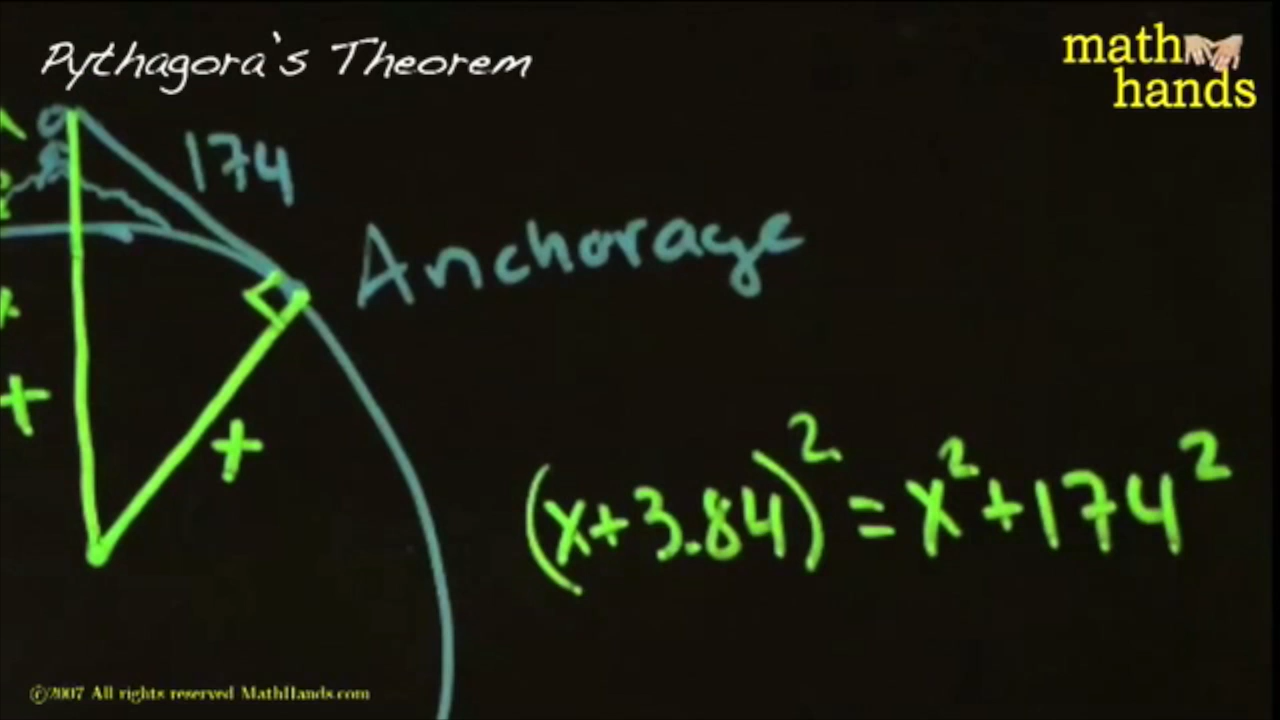 Pythagora's Theorem
math
hands
174
Anchorage
x
+
x
(x+3.84)² = x² + 174²
©2007 All rights reserved MathHands.com